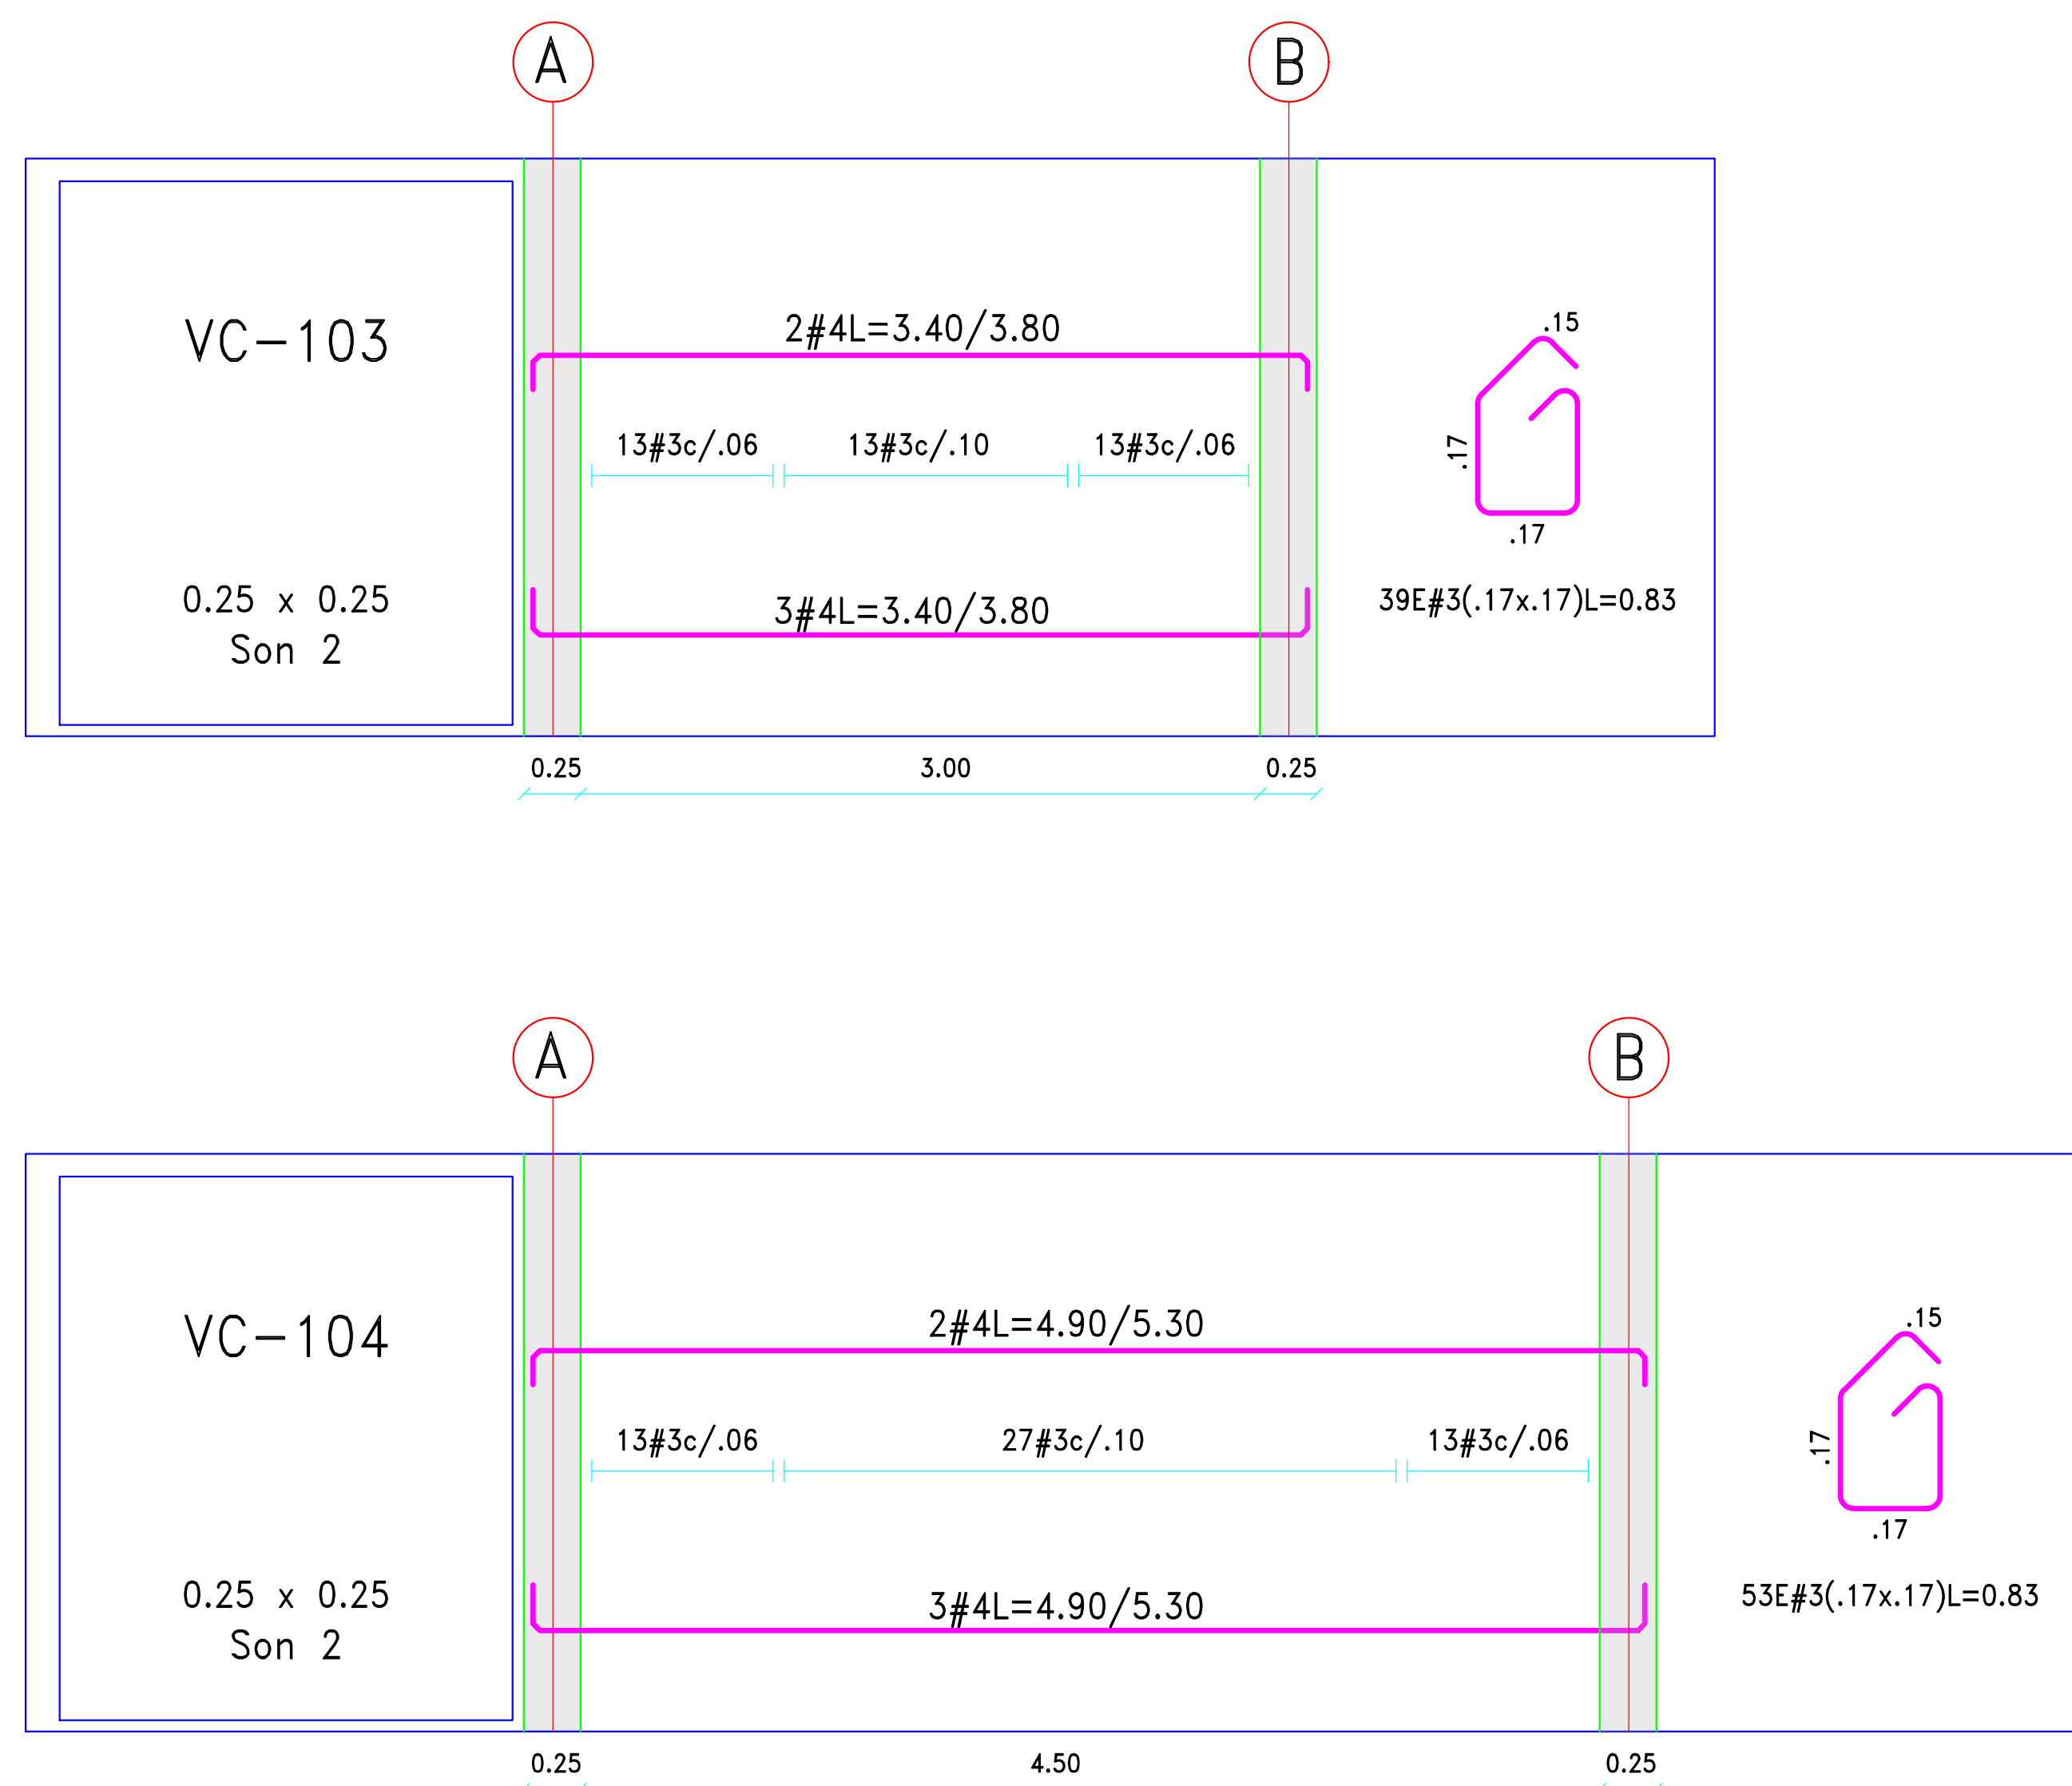 A B
VC-103
2#4L=3.40/3.80
13#3c/.06 13#3c/.10 13#3c/.06
.15
.17
.17
0.25 x 0.25
Son 2
3#4L=3.40/3.80
39E#3(.17x.17)L=0.83
0.25 3.00 0.25
A B
VC-104
2#4L=4.90/5.30
13#3c/.06 27#3c/.10 13#3c/.06
.15
.17
.17
0.25 x 0.25
Son 2
3#4L=4.90/5.30
53E#3(.17x.17)L=0.83
0.25 4.50 0.25